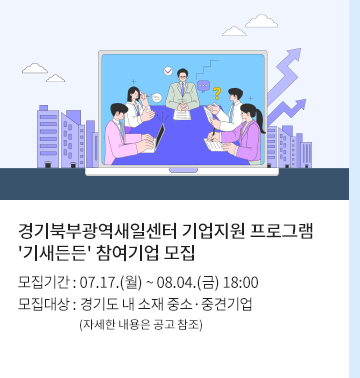 경기북부광역새일센터 기업지원 프로그램
'기새든든' 참여기업 모집
모집기간 : 07.17.(월) ~ 08.04.(금) 18:00
모집대상 : 경기도 내 소재 중소·중견기업
(자세한 내용은 공고 참조)